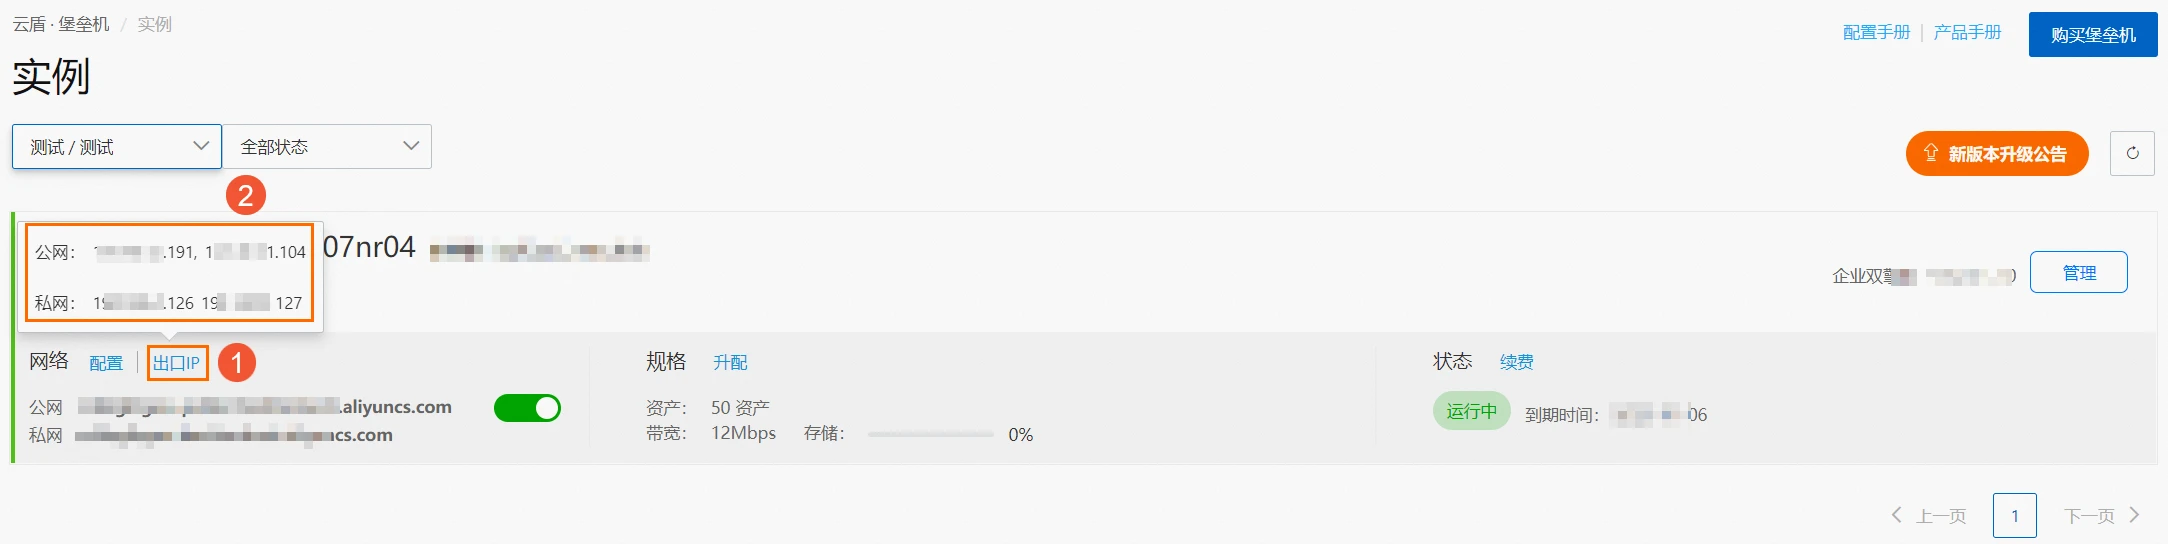 云盾 · 堡垒机 / 实例
配置手册 | 产品手册
购买堡垒机
实例
测试 / 测试
全部状态
新版本升级公告
2
公网： .191, 1 1.104
私网： 19 .126 19 127
07nr04
企业双擎
管理
网络 配置 | 出口IP
1
公网 .aliyuncs.com
私网 ncs.com
规格 升配
资产： 50 资产
带宽： 12Mbps 存储： 0%
状态 续费
运行中 到期时间： 06
上一页 1 下一页